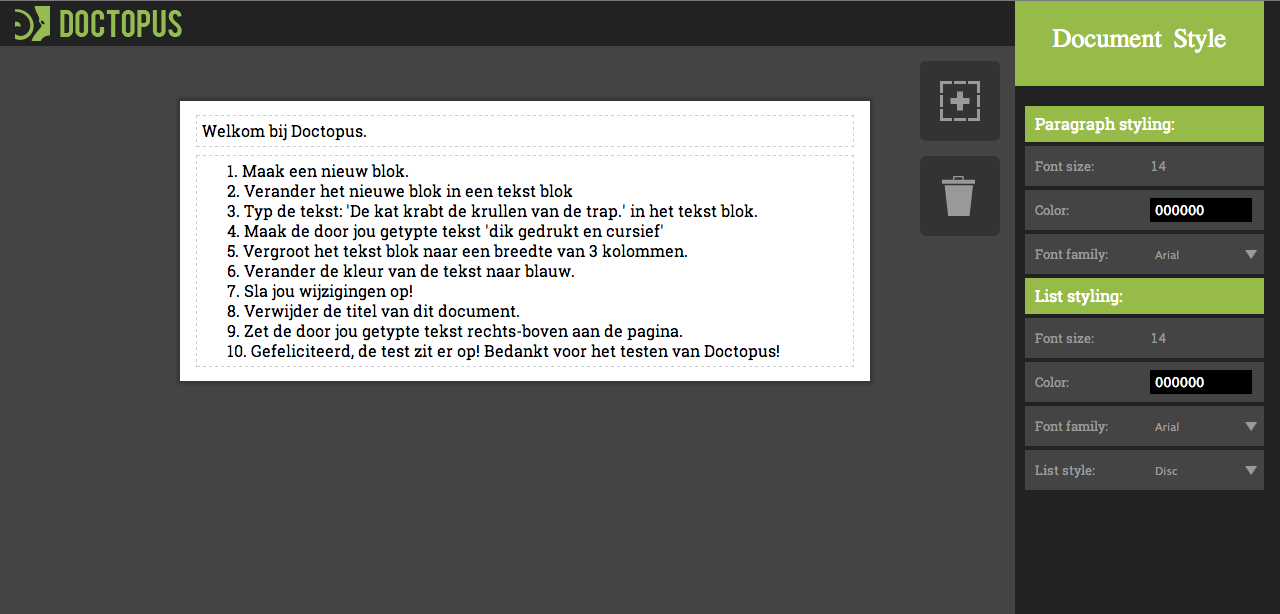 DOCTOPUS
Document Style
Welkom bij Doctopus.
1. Maak een nieuw blok.
2. Verander het nieuwe blok in een tekst blok
3. Typ de tekst: 'De kat krabt de krullen van de trap.' in het tekst blok.
4. Maak de door jou getypte tekst 'dik gedrukt en cursief'
5. Vergroot het tekst blok naar een breedte van 3 kolommen.
6. Verander de kleur van de tekst naar blauw.
7. Sla jou wijzigingen op!
8. Verwijder de titel van dit document.
9. Zet de door jou getypte tekst rechts-boven aan de pagina.
10. Gefeliciteerd, de test zit er op! Bedankt voor het testen van Doctopus!
Paragraph styling:
Font size: 14
Color: 000000
Font family: Arial
List styling:
Font size: 14
Color: 000000
Font family: Arial
List style: Disc